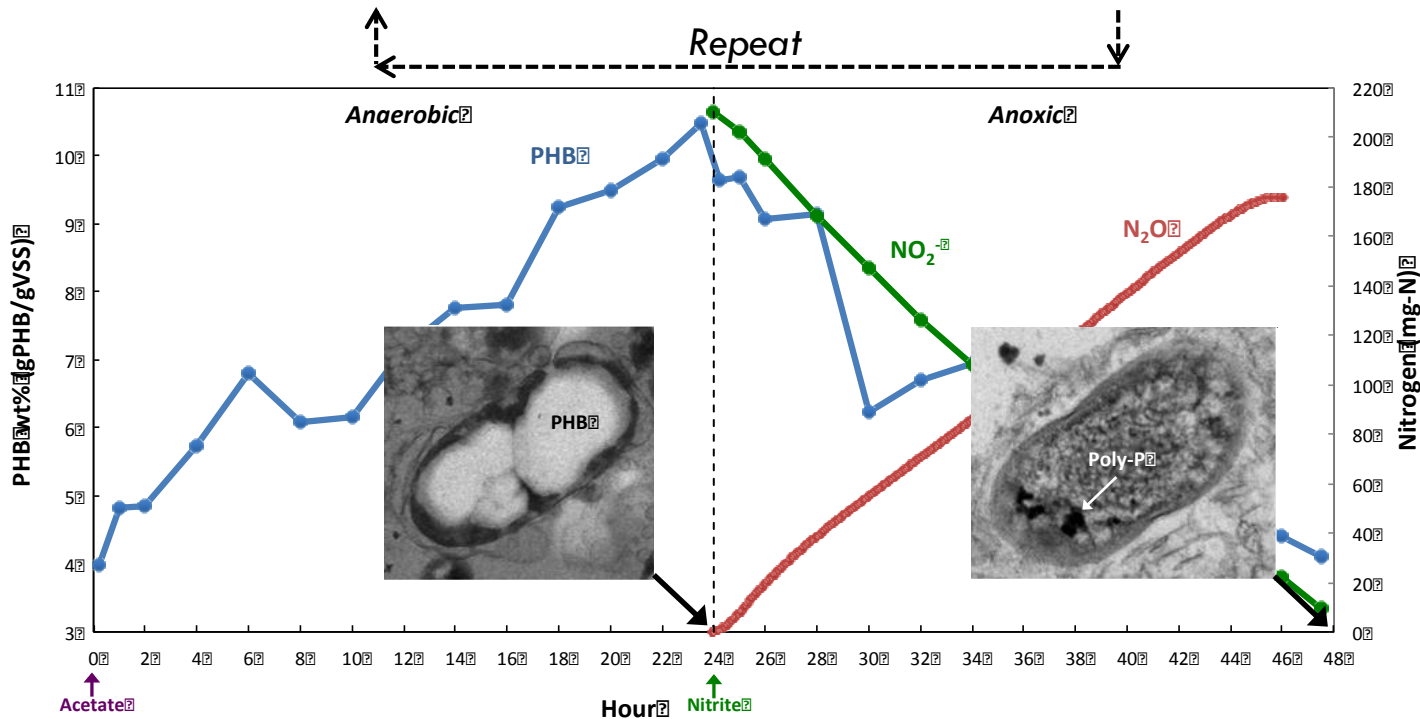 Repeat
Anaerobic
Anoxic
PHB
NO₂⁻
N₂O
PHB
Poly-P
PHB wt% (gPHB/gVSS)
11
10
9
8
7
6
5
4
3
Nitrogen (mg-N)
220
200
180
160
140
120
100
80
60
40
20
0
0 2 4 6 8 10 12 14 16 18 20 22 24 26 28 30 32 34 36 38 40 42 44 46 48
Acetate
Hour
Nitrite